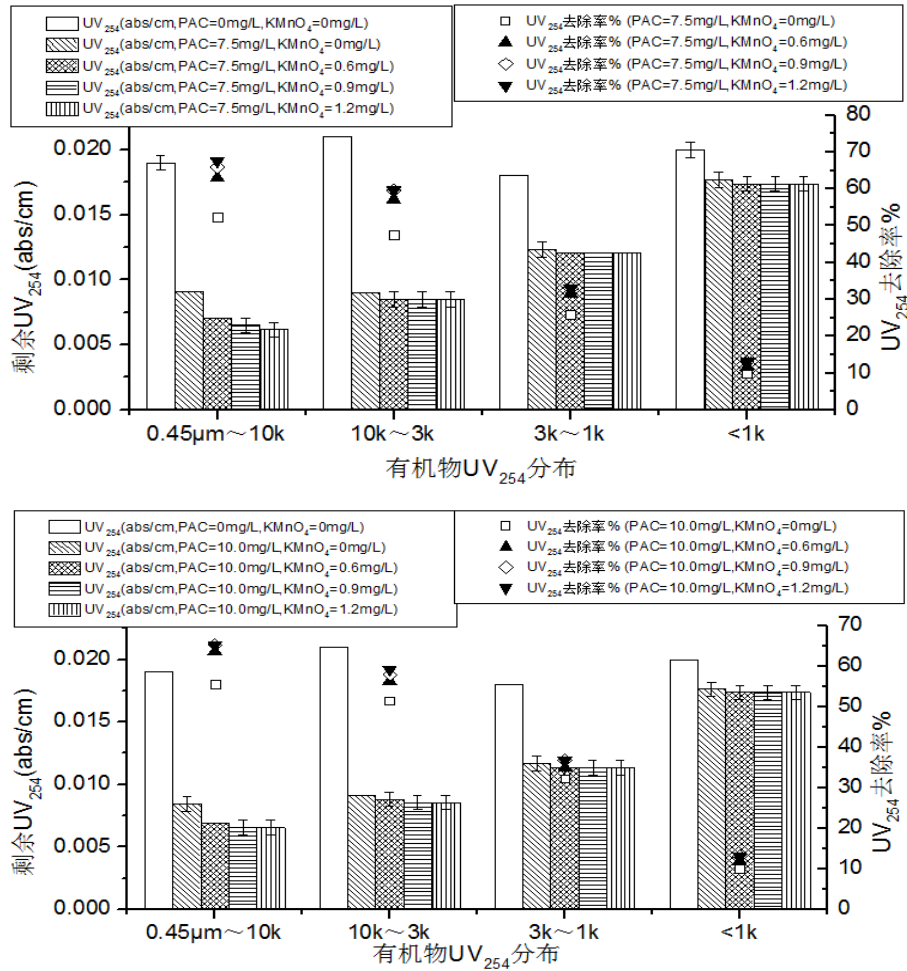 UV254(abs/cm,PAC=0mg/L,KMnO4=0mg/L)
UV254(abs/cm,PAC=7.5mg/L,KMnO4=0mg/L)
UV254(abs/cm,PAC=7.5mg/L,KMnO4=0.6mg/L)
UV254(abs/cm,PAC=7.5mg/L,KMnO4=0.9mg/L)
UV254(abs/cm,PAC=7.5mg/L,KMnO4=1.2mg/L)
UV254去除率% (PAC=7.5mg/L,KMnO4=0mg/L)
UV254去除率% (PAC=7.5mg/L,KMnO4=0.6mg/L)
UV254去除率% (PAC=7.5mg/L,KMnO4=0.9mg/L)
UV254去除率% (PAC=7.5mg/L,KMnO4=1.2mg/L)
剩余UV254(abs/cm)
0.020
0.015
0.010
0.005
0.000
80
70
60
50
40
30
20
10
0
UV254去除率%
0.45μm～10k 10k～3k 3k～1k <1k
有机物UV254分布
UV254(abs/cm,PAC=0mg/L,KMnO4=0mg/L)
UV254(abs/cm,PAC=10.0mg/L,KMnO4=0mg/L)
UV254(abs/cm,PAC=10.0mg/L,KMnO4=0.6mg/L)
UV254(abs/cm,PAC=10.0mg/L,KMnO4=0.9mg/L)
UV254(abs/cm,PAC=10.0mg/L,KMnO4=1.2mg/L)
UV254去除率% (PAC=10.0mg/L,KMnO4=0mg/L)
UV254去除率% (PAC=10.0mg/L,KMnO4=0.6mg/L)
UV254去除率% (PAC=10.0mg/L,KMnO4=0.9mg/L)
UV254去除率% (PAC=10.0mg/L,KMnO4=1.2mg/L)
剩余UV254(abs/cm)
0.020
0.015
0.010
0.005
0.000
70
60
50
40
30
20
10
0
UV254去除率%
0.45μm～10k 10k～3k 3k～1k <1k
有机物UV254分布